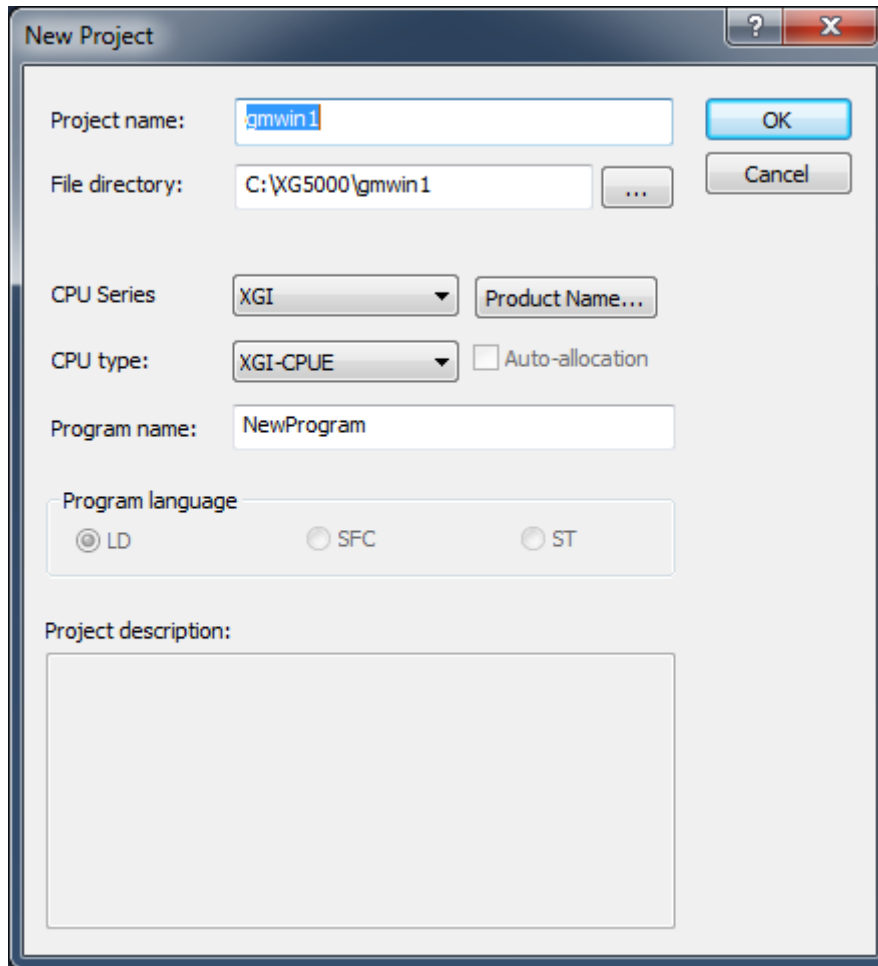 New Project
Project name: gmwin1 OK
File directory: C:\XG5000\gmwin1 ... Cancel
CPU Series XGI Product Name...
CPU type: XGI-CPUE Auto-allocation
Program name: NewProgram
Program language
LD SFC ST
Project description: